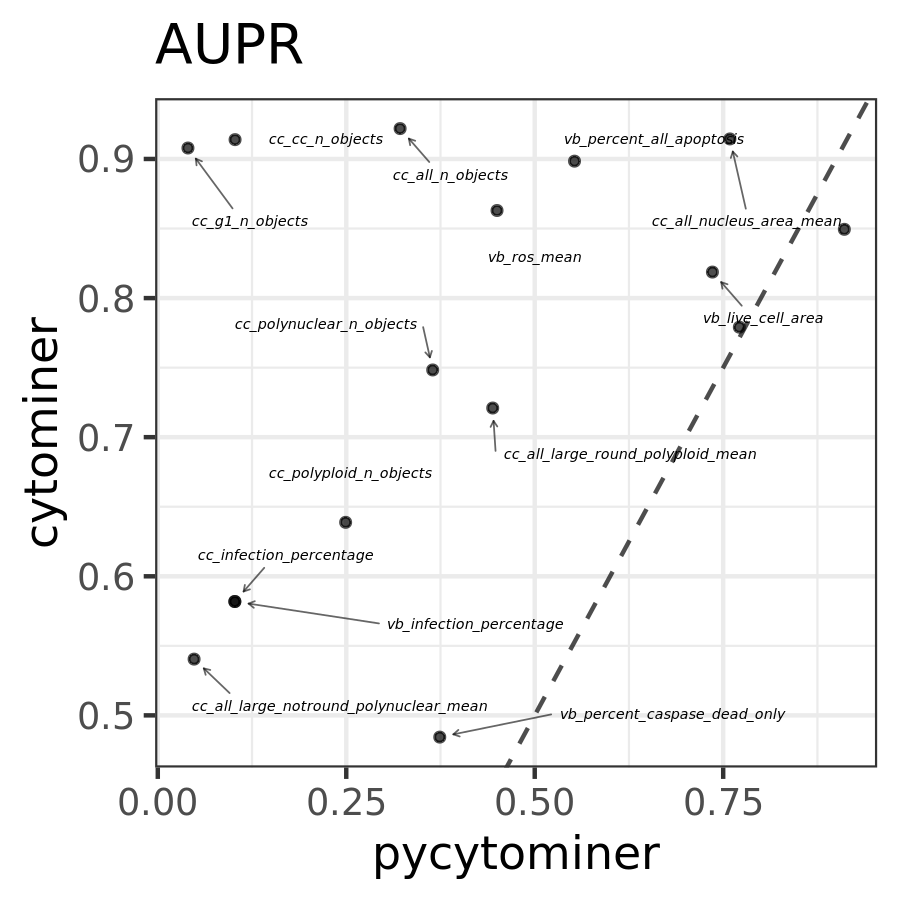 AUPR
cc_cc_n_objects
vb_percent_all_apoptosis
0.9
cc_all_n_objects
cc_g1_n_objects
cc_all_nucleus_area_mean
vb_ros_mean
0.8
cc_polynuclear_n_objects
vb_live_cell_area
0.7
cc_all_large_round_polyploid_mean
cc_polyploid_n_objects
cc_infection_percentage
0.6
vb_infection_percentage
cc_all_large_notround_polynuclear_mean
0.5
vb_percent_caspase_dead_only
cytominer
0.00 0.25 0.50 0.75
pycytominer